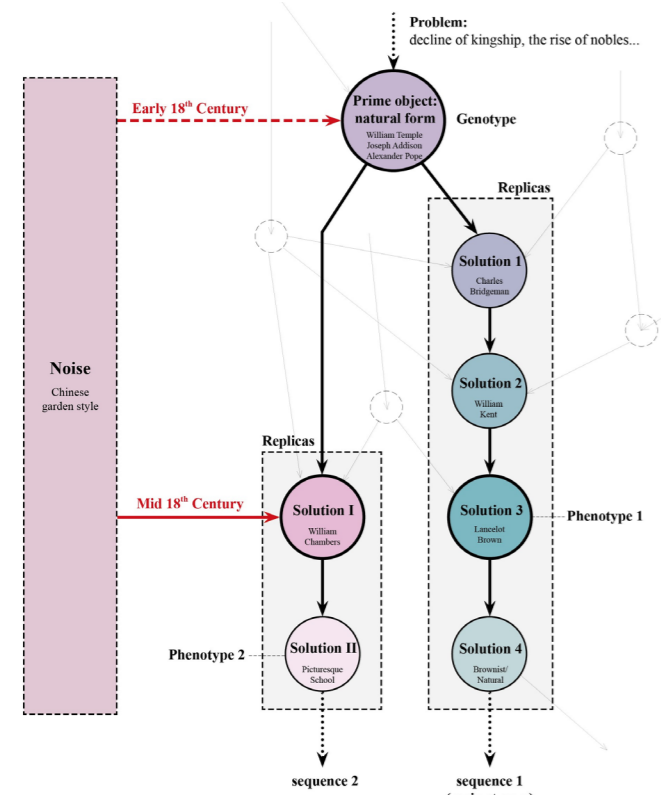 Problem:
decline of kingship, the rise of nobles...
Early 18th Century
Prime object:
natural form
William Temple
Joseph Addison
Alexander Pope
Genotype
Replicas
Solution 1
Charles
Bridgeman
Noise
Chinese
garden style
Solution 2
William
Kent
Replicas
Mid 18th Century
Solution I
William
Chambers
Solution 3
Lancelot
Brown
Phenotype 1
Phenotype 2
Solution II
Picturesque
School
Solution 4
Brownist/
Natural
sequence 2
sequence 1